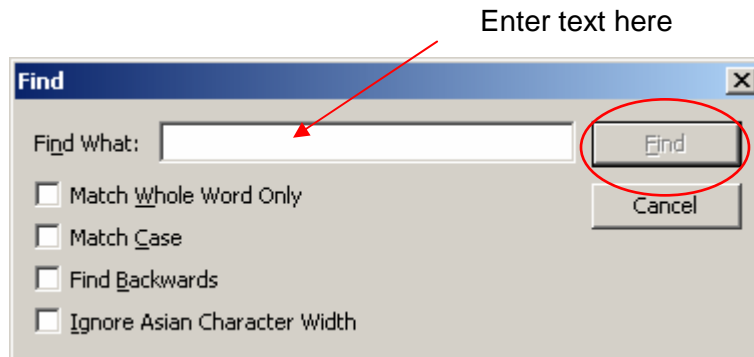 Enter text here
Find
Find What:
Find
Match Whole Word Only
Cancel
Match Case
Find Backwards
Ignore Asian Character Width